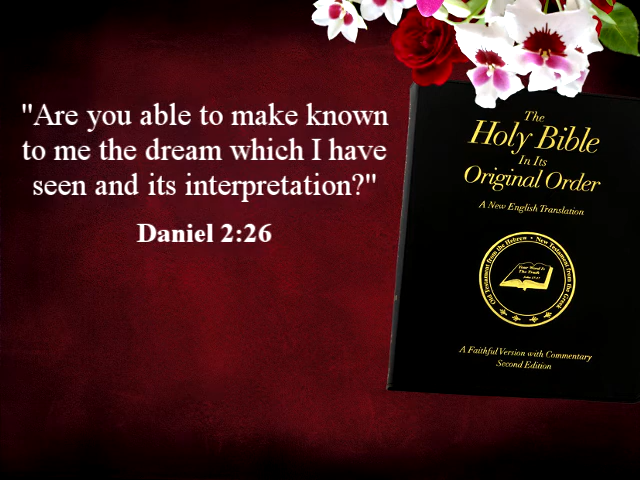 "Are you able to make known
to me the dream which I have
seen and its interpretation?"
Daniel 2:26
The
Holy Bible
In Its
Original Order
A New English Translation
Old Testament from the Hebrew • New Testament from the Greek
Your Word Is
The Truth
John 17:17
A Faithful Version with Commentary
Second Edition